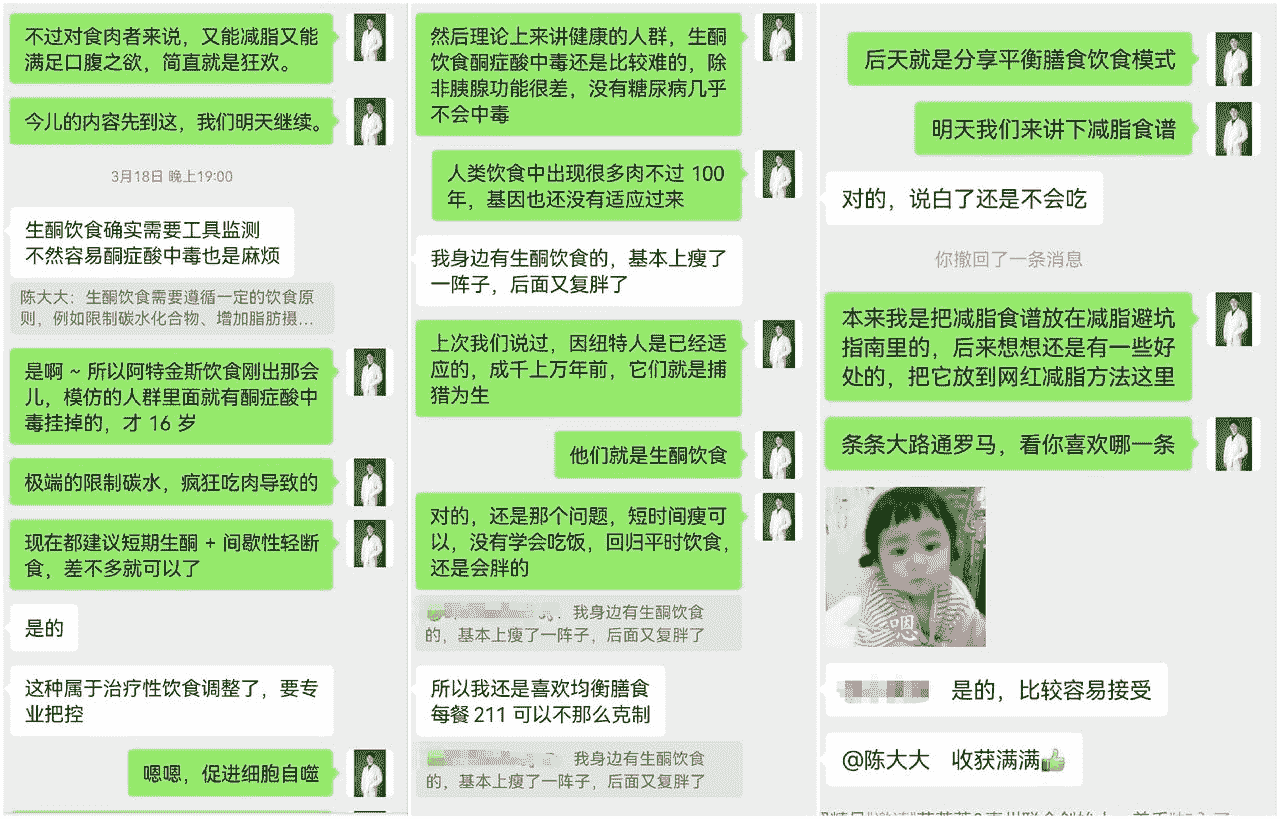 不过对食肉者来说，又能减脂又能
满足口腹之欲，简直就是狂欢。
今儿的内容先到这，我们明天继续。
3月18日 晚上19:00
生酮饮食确实需要工具监测
不然容易酮症酸中毒也是麻烦
陈大大：生酮饮食需要遵循一定的饮食原
则，例如限制碳水化合物、增加脂肪摄...
是啊 ~ 所以阿特金斯饮食刚出那会
儿，模仿的人群里面就有酮症酸中
毒挂掉的，才 16 岁
极端的限制碳水，疯狂吃肉导致的
现在都建议短期生酮 + 间歇性轻断
食，差不多就可以了
是的
这种属于治疗性饮食调整了，要专
业把控
嗯嗯，促进细胞自噬
然后理论上来讲健康的人群，生酮
饮食酮症酸中毒还是比较难的，除
非胰腺功能很差，没有糖尿病几乎
不会中毒
人类饮食中出现很多肉不过 100
年，基因也还没有适应过来
我身边有生酮饮食的，基本上瘦了
一阵子，后面又复胖了
上次我们说过，因纽特人是已经适
应的，成千上万年前，它们就是捕
猎为生
他们就是生酮饮食
对的，还是那个问题，短时间瘦可
以，没有学会吃饭，回归平时饮食，
还是会胖的
我身边有生酮饮食
的，基本上瘦了一阵子，后面又复胖了
所以我还是喜欢均衡膳食
每餐 211 可以不那么克制
我身边有生酮饮食
的，基本上瘦了一阵子，后面又复胖了
后天就是分享平衡膳食饮食模式
明天我们来讲下减脂食谱
对的，说白了还是不会吃
你撤回了一条消息
本来我是把减脂食谱放在减脂避坑
指南里的，后来想想还是有一些好
处的，把它放到网红减脂方法这里
条条大路通罗马，看你喜欢哪一条
嗯
是的，比较容易接受
@陈大大 收获满满